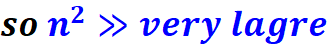 so n² ≫ very lagre